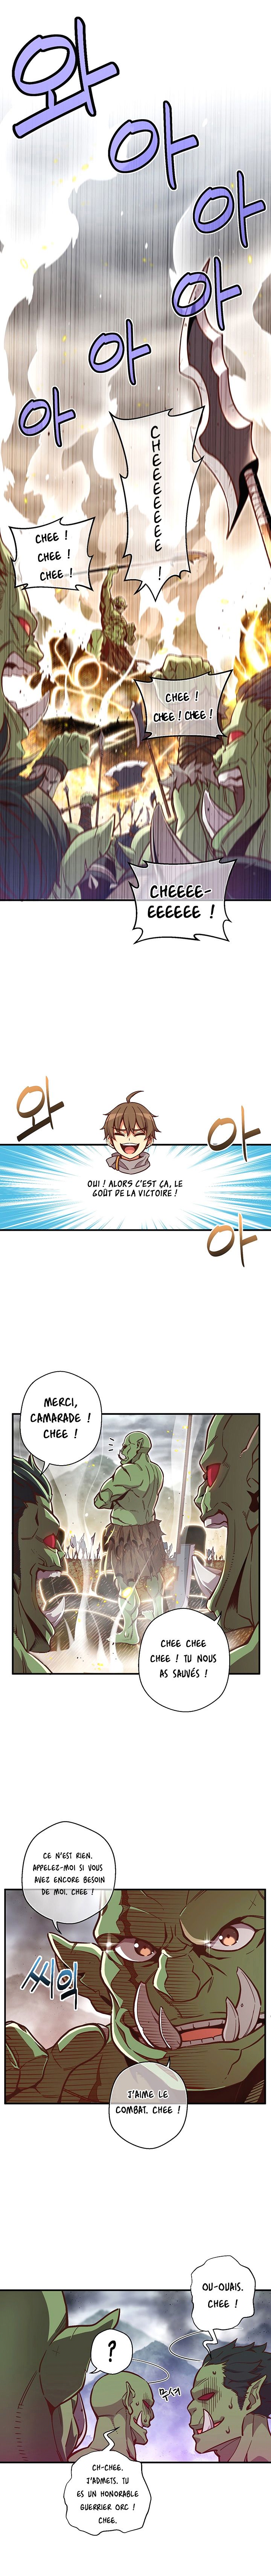 와
아
아
아
아
아
CHEEEEEEE !
CHEE !
CHEE !
CHEE !
CHEE !
CHEE ! CHEE !
CHEEEE-
EEEEEE !
와
아
OUI ! ALORS C'EST ÇA, LE
GOÛT DE LA VICTOIRE !
아
MERCI,
CAMARADE !
CHEE !
CHEE CHEE
CHEE ! TU NOUS
AS SAUVÉS !
CE N'EST RIEN.
APPELEZ-MOI SI VOUS
AVEZ ENCORE BESOIN
DE MOI. CHEE !
씨익
J'AIME LE
COMBAT. CHEE !
OU-OUAIS.
CHEE !
?
무서
CH-CHEE.
J'ADMETS. TU
ES UN HONORABLE
GUERRIER ORC !
CHEE.